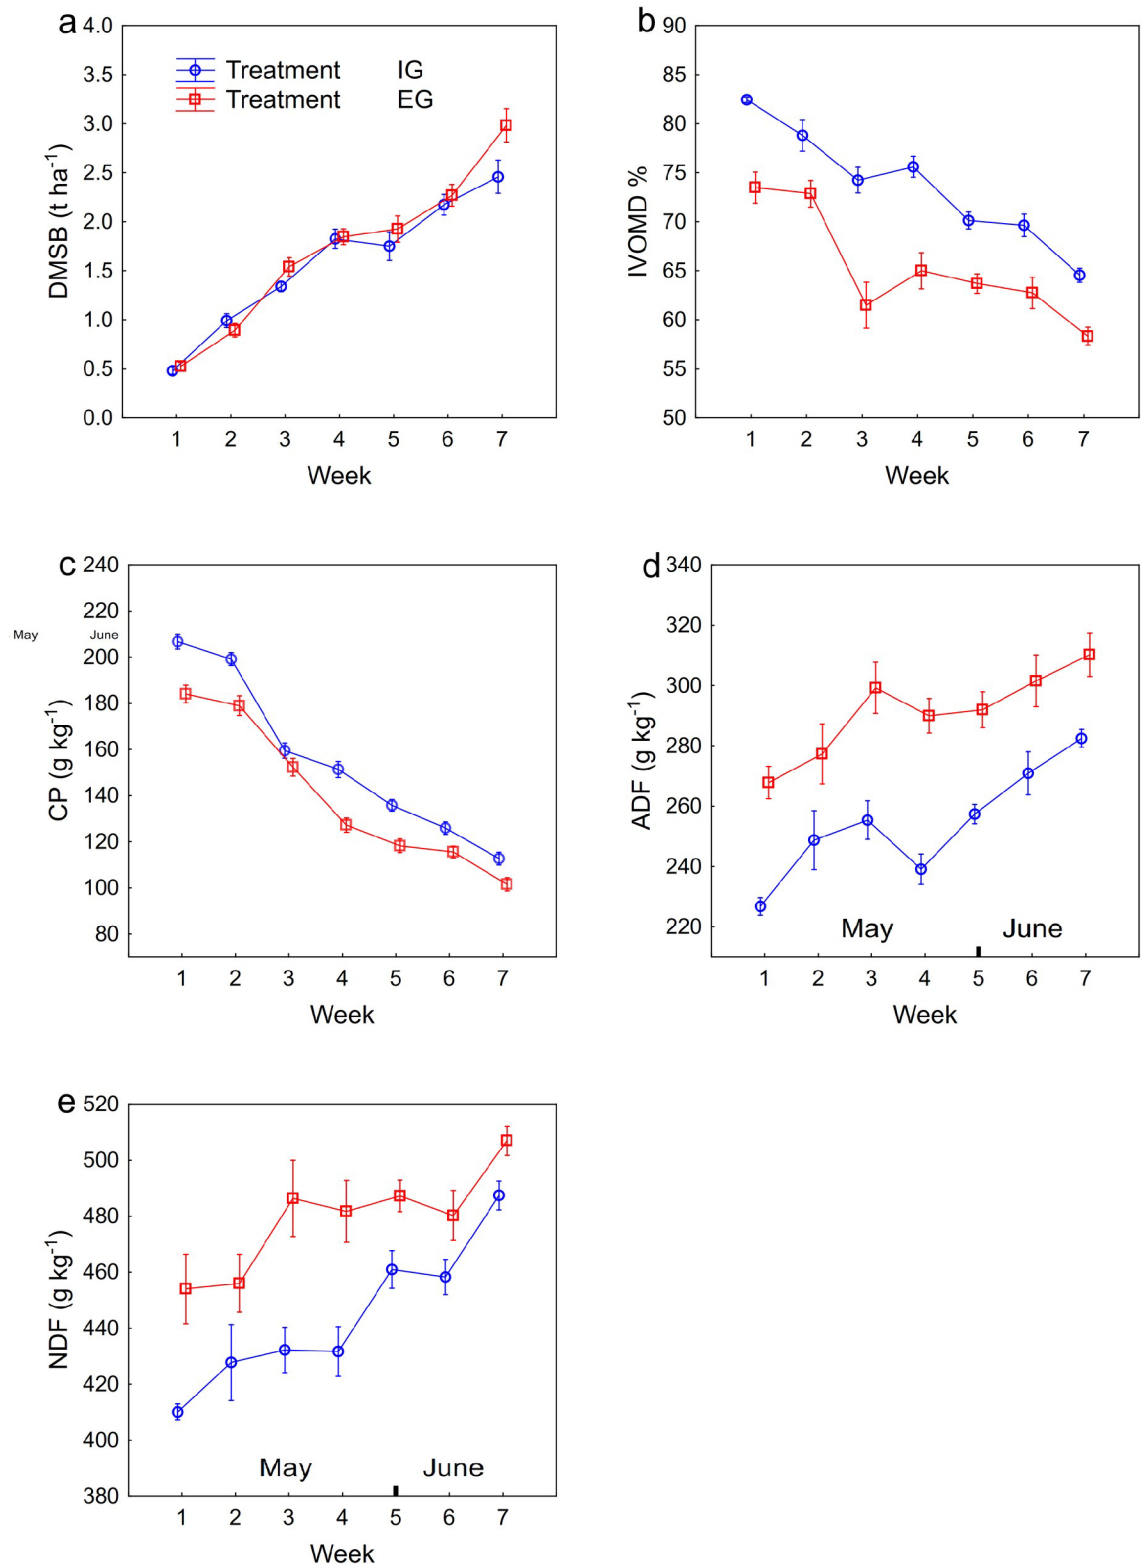 a
4.0
3.5
3.0
2.5
2.0
1.5
1.0
0.5
0.0
DMSB (t ha-1)
Treatment IG
Treatment EG
1 2 3 4 5 6 7
Week
b
90
85
80
75
70
65
60
55
50
IVOMD %
1 2 3 4 5 6 7
Week
c
240
220
200
180
160
140
120
100
80
May June
CP (g kg-1)
1 2 3 4 5 6 7
Week
d
340
320
300
280
260
240
220
ADF (g kg-1)
May June
1 2 3 4 5 6 7
Week
e
520
500
480
460
440
420
400
380
NDF (g kg-1)
May June
1 2 3 4 5 6 7
Week